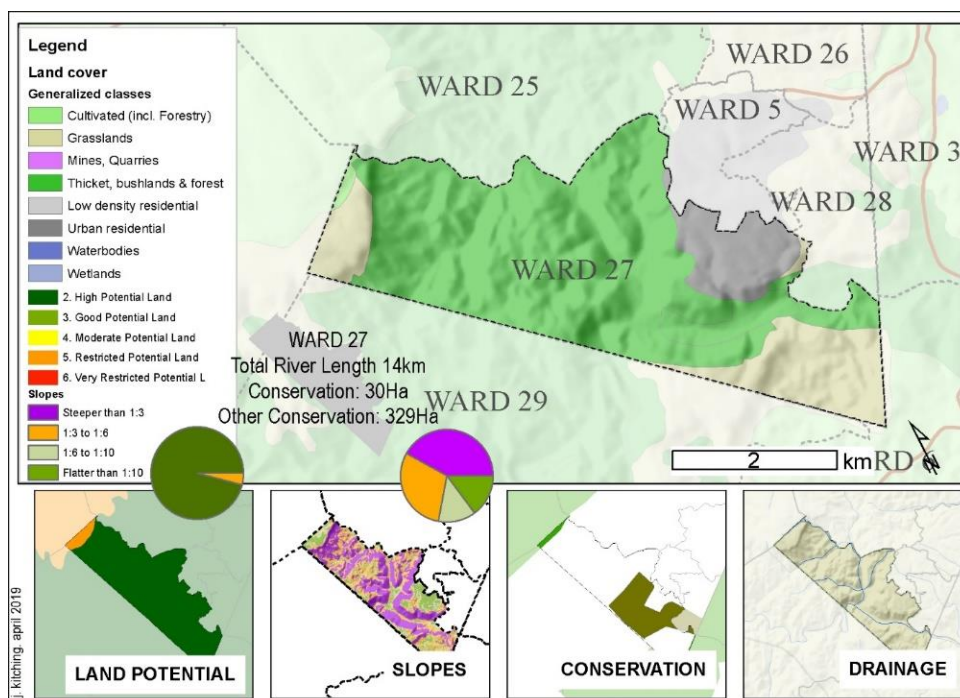 Legend
Land cover
Generalized classes
Cultivated (incl. Forestry)
Grasslands
Mines, Quarries
Thicket, bushlands & forest
Low density residential
Urban residential
Waterbodies
Wetlands
2. High Potential Land
3. Good Potential Land
4. Moderate Potential Land
5. Restricted Potential Land
6. Very Restricted Potential L
Slopes
Steeper than 1:3
1:3 to 1:6
1:6 to 1:10
Flatter than 1:10
WARD 25
WARD 26
WARD 5
WARD 3
WARD 28
WARD 27
WARD 29
WARD 27
Total River Length 14km
Conservation: 30Ha
Other Conservation: 329Ha
2 km
RD
N
LAND POTENTIAL
SLOPES
CONSERVATION
DRAINAGE
j. kitching. april 2019